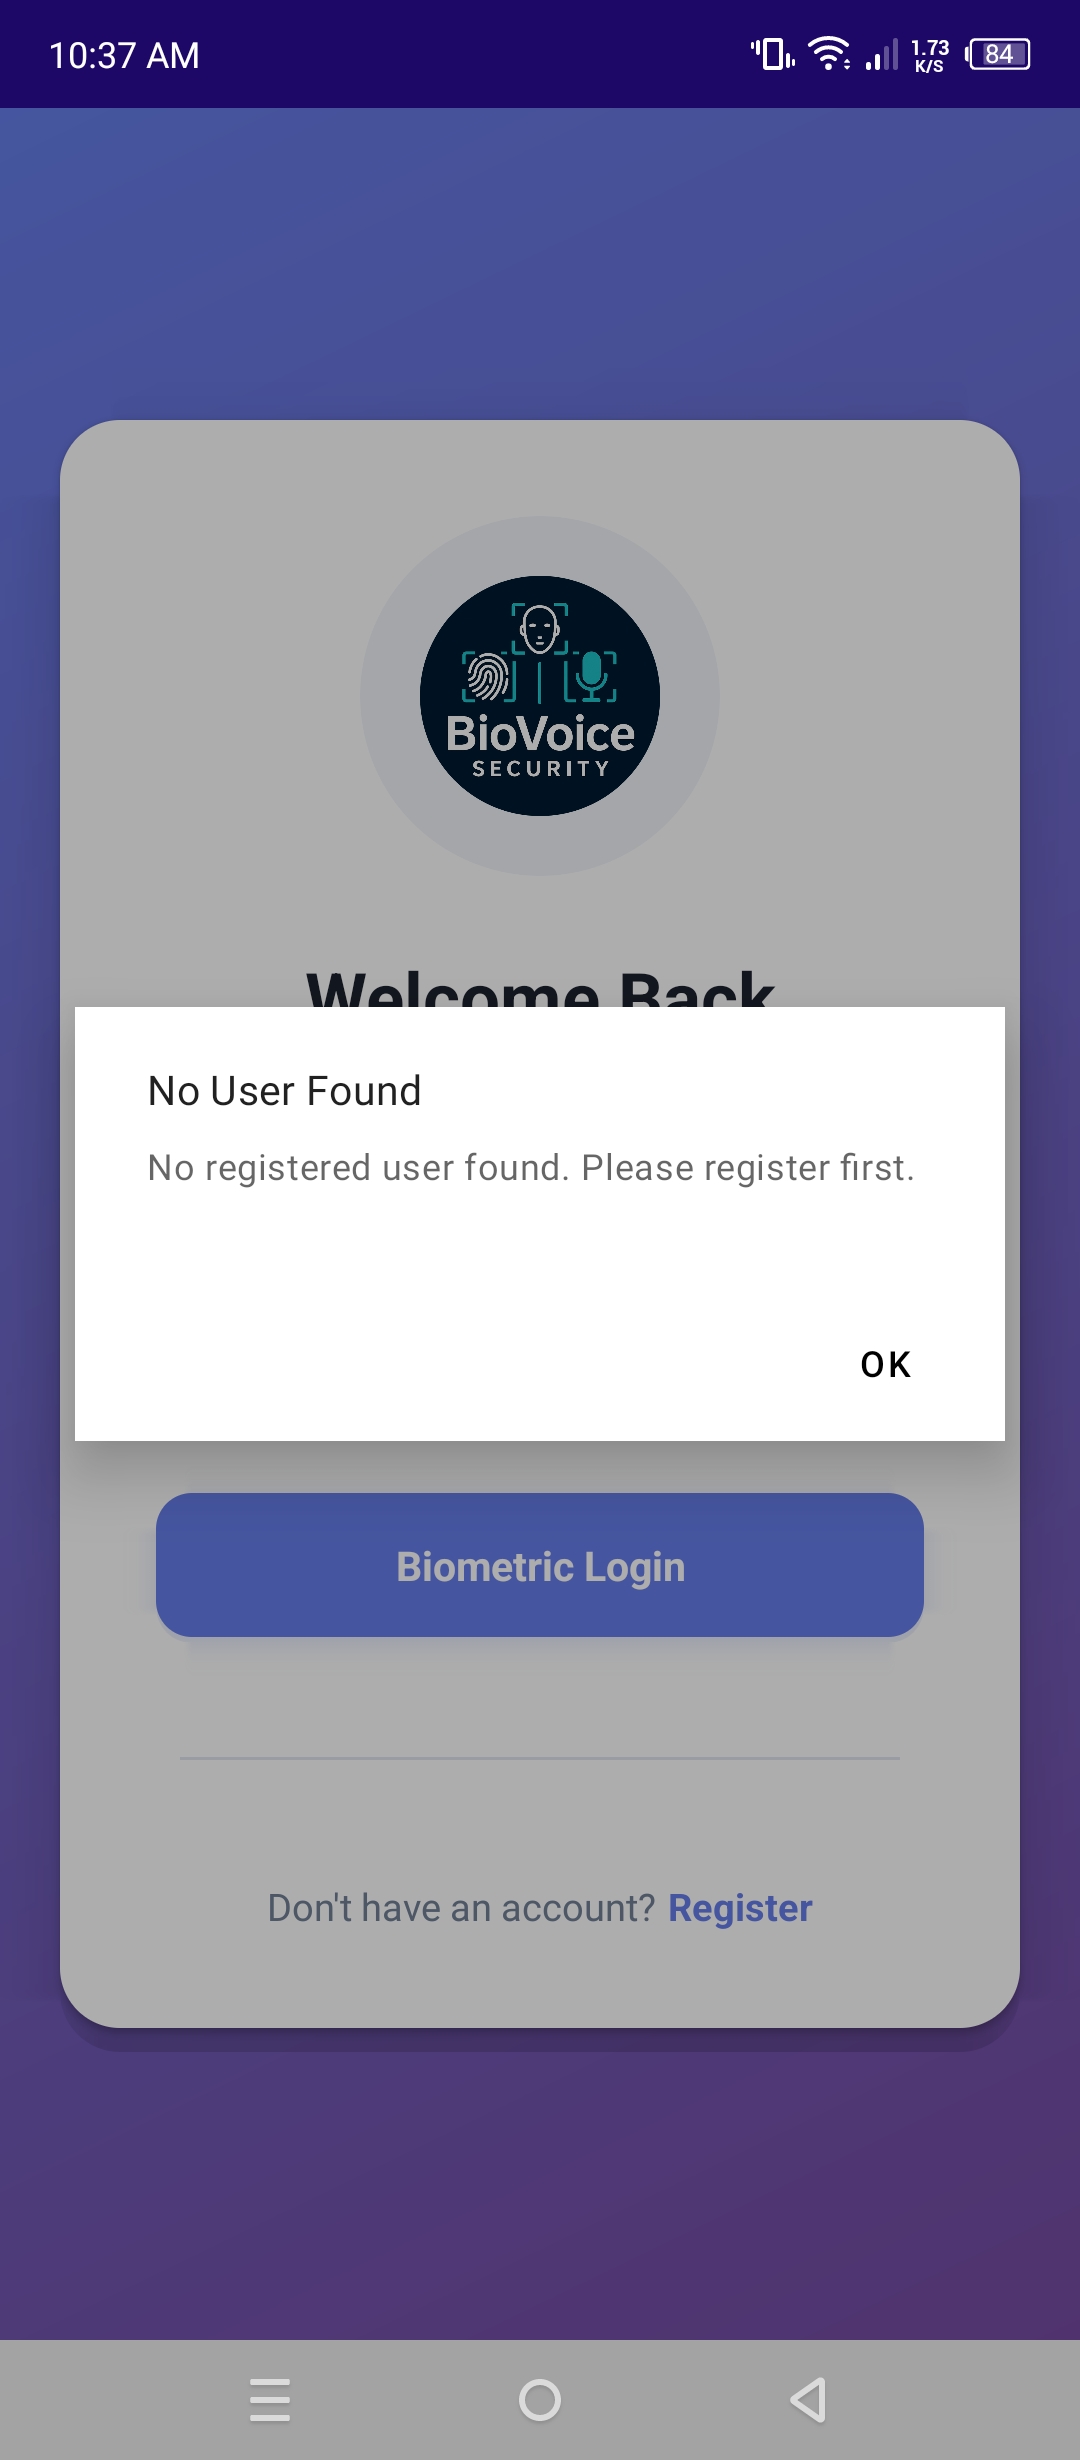 10:37 AM
1.73
K/S
84
BioVoice
SECURITY
Welcome Back
No User Found
No registered user found. Please register first.
OK
Biometric Login
Don't have an account? Register